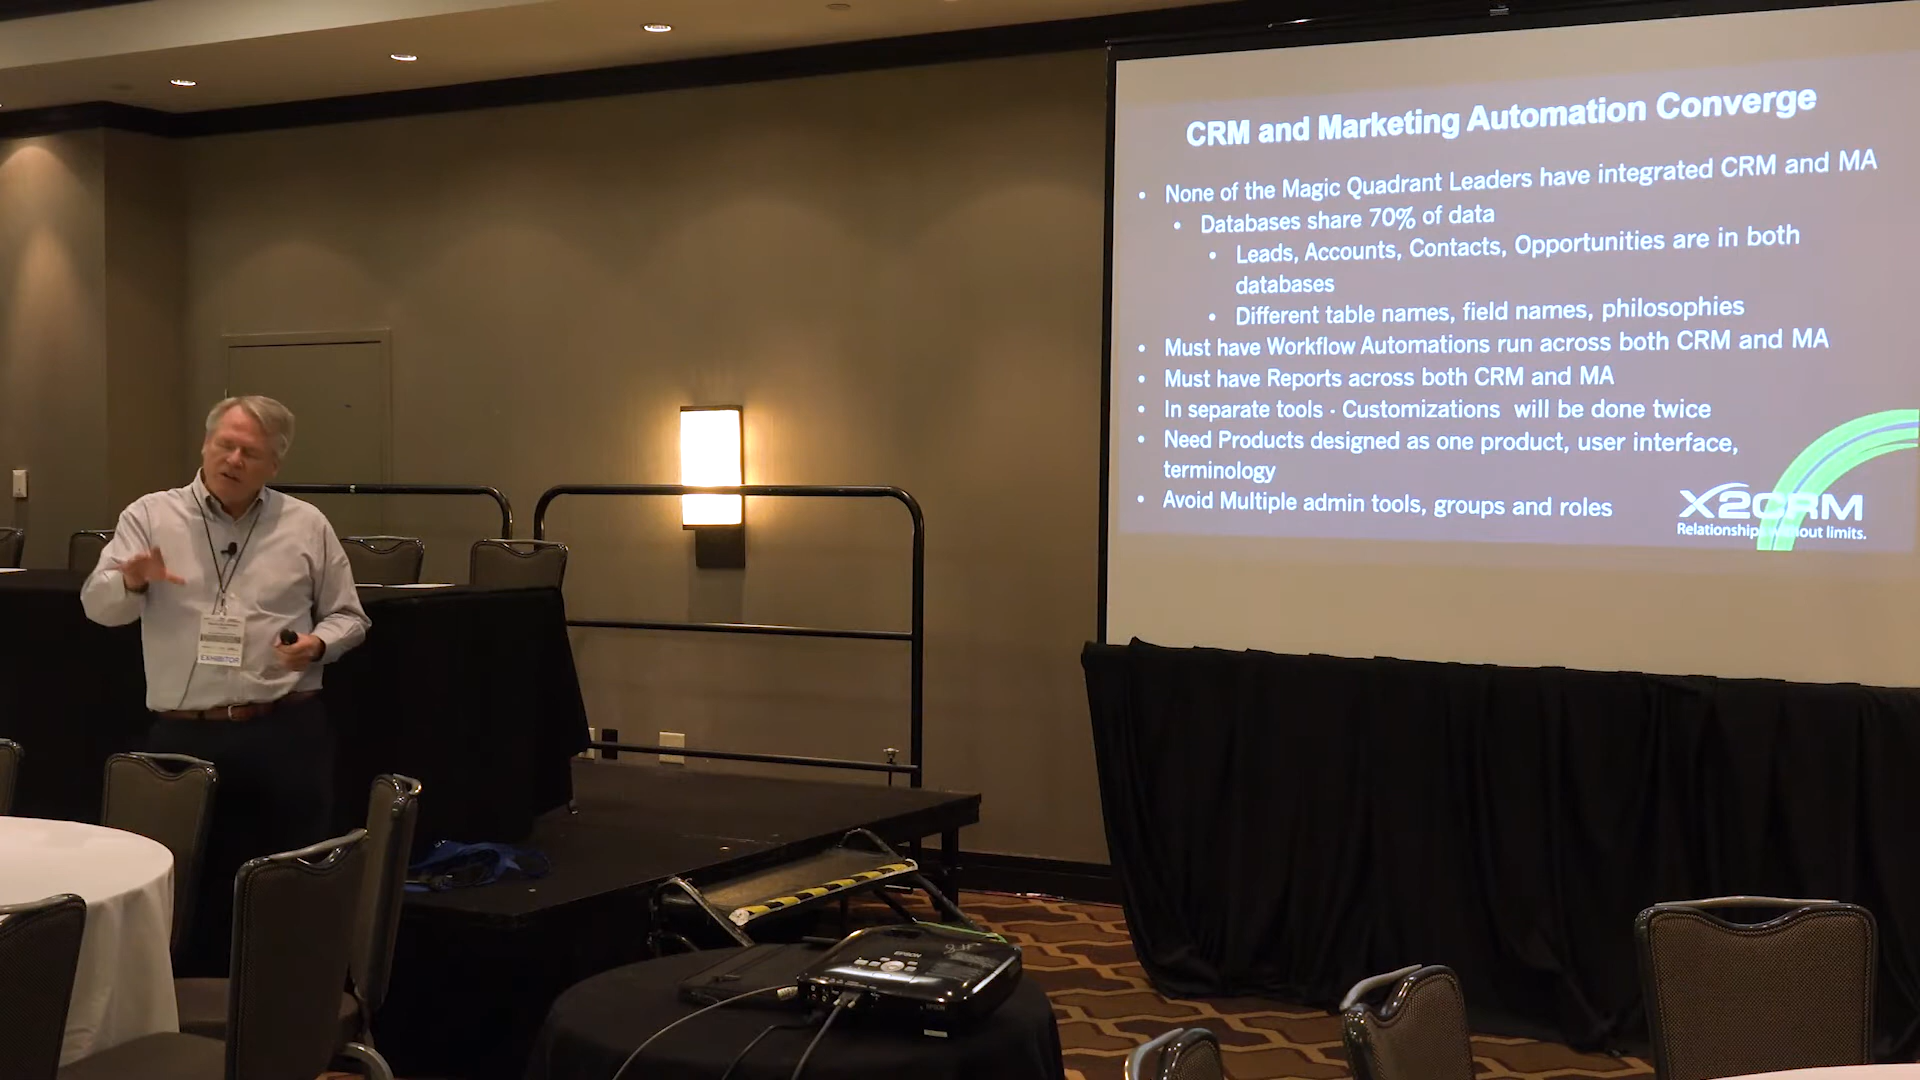 CRM and Marketing Automation Converge
• None of the Magic Quadrant Leaders have integrated CRM and MA
• Databases share 70% of data
• Leads, Accounts, Contacts, Opportunities are in both
databases
• Different table names, field names, philosophies
• Must have Workflow Automations run across both CRM and MA
• Must have Reports across both CRM and MA
• In separate tools - Customizations will be done twice
• Need Products designed as one product, user interface,
terminology
• Avoid Multiple admin tools, groups and roles
X2CRM
Relationships without limits.
EXHIBITOR
EPSON